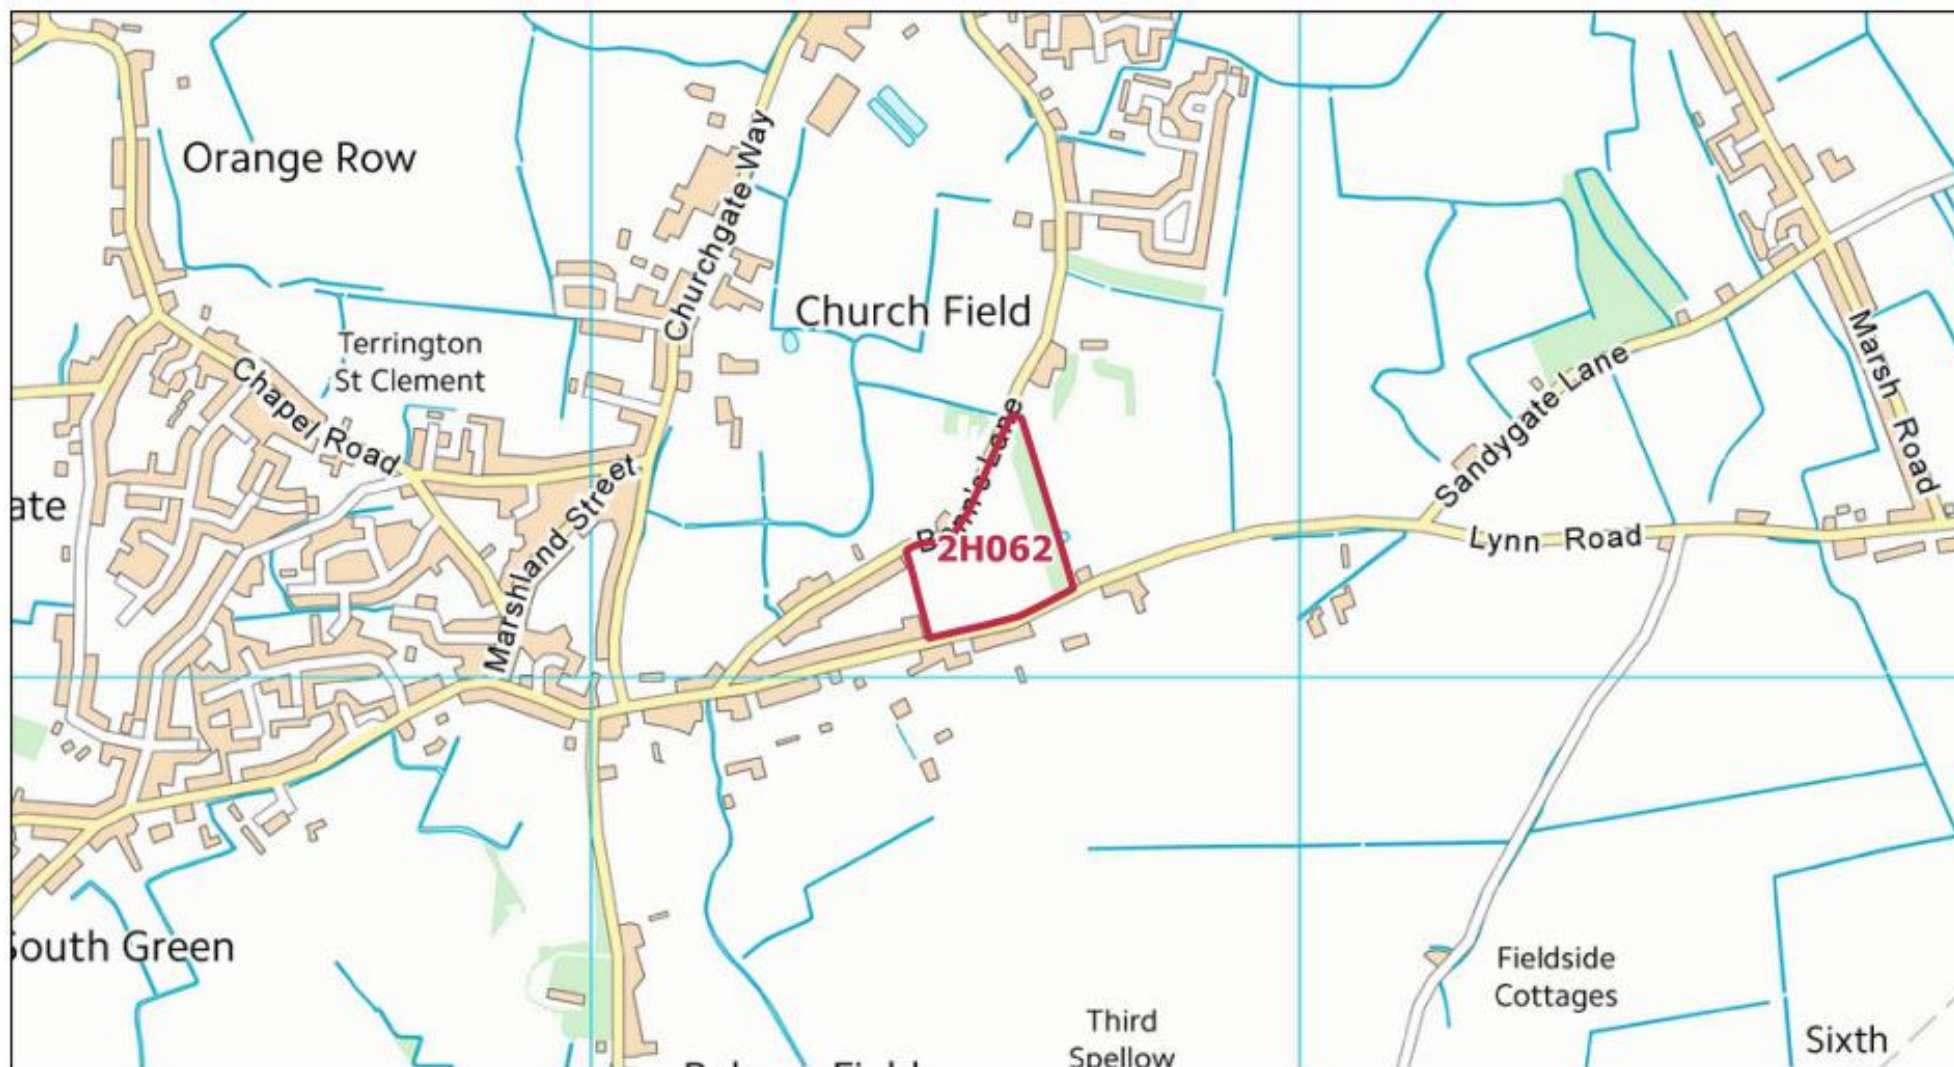 Orange Row
Churchgate Way
Church Field
Terrington
St Clement
Chapel Road
Marsh Road
Sandygate Lane
Marshland Street
ate
Lane
2H062
Lynn Road
South Green
Fieldside
Cottages
Third
Spellow
Sixth